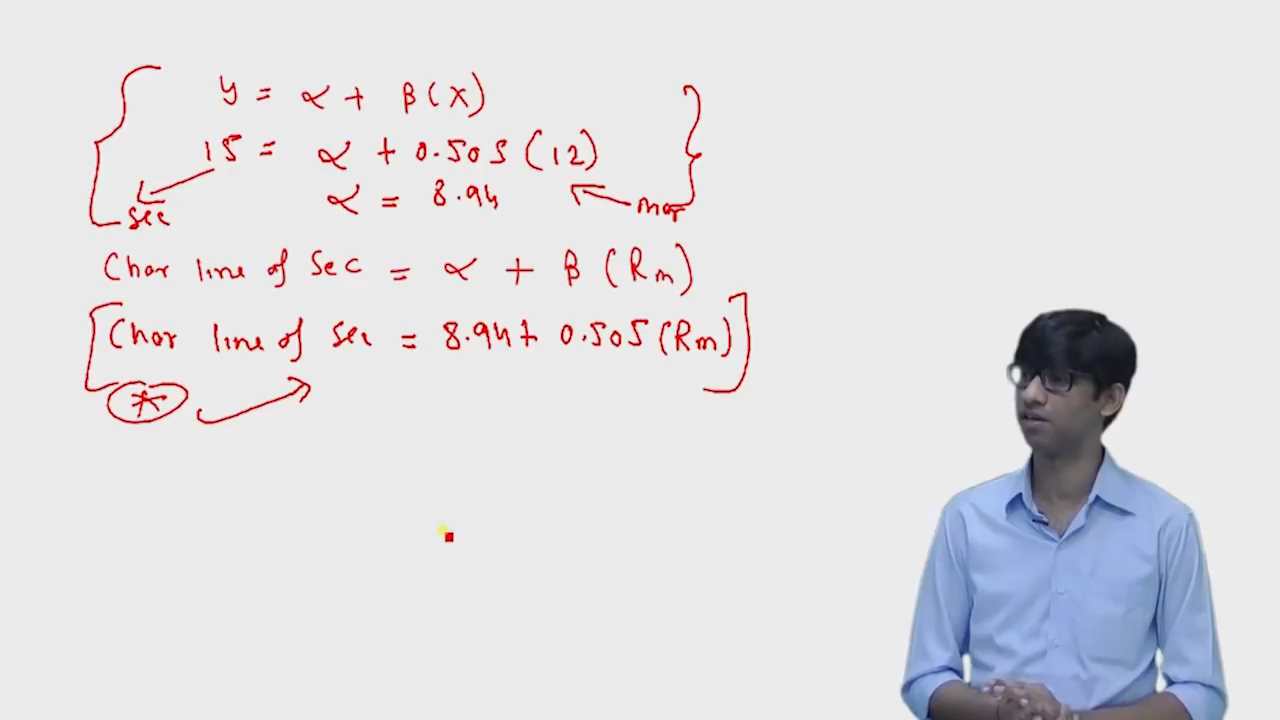 y = α + β(X)
15 = α + 0.505 (12)
α = 8.94
sec
mar
Char line of Sec = α + β (Rm)
Char line of sec = 8.94 + 0.505 (Rm)